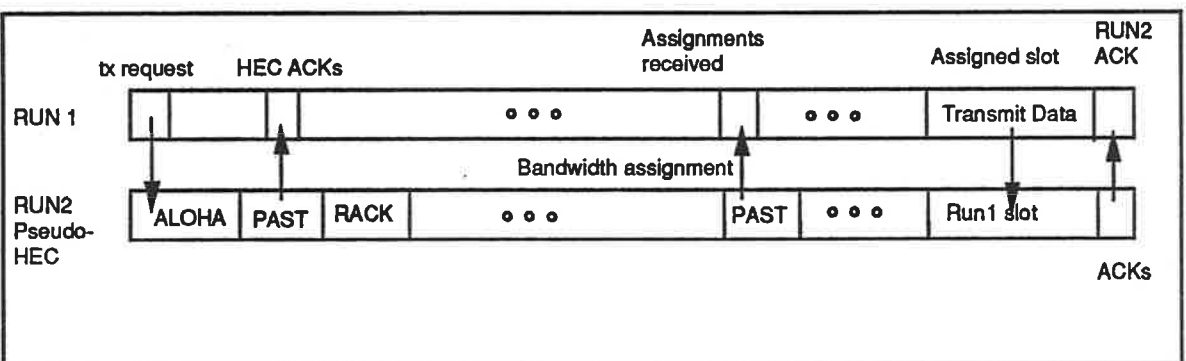 tx request
HEC ACKs
Assignments
received
Assigned slot
RUN2
ACK
RUN 1
Transmit Data
Bandwidth assignment
RUN2
Pseudo-
HEC
ALOHA
PAST
RACK
PAST
Run1 slot
ACKs